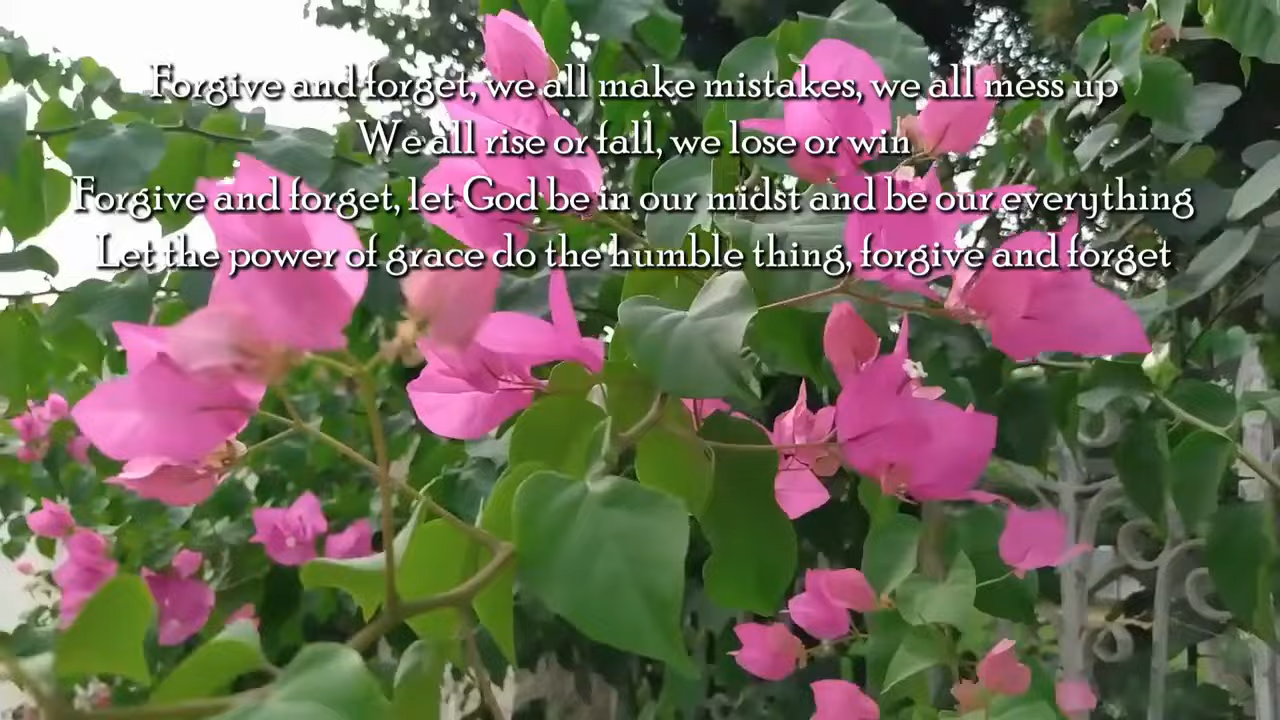 Forgive and forget, we all make mistakes, we all mess up
We all rise or fall, we lose or win
Forgive and forget, let God be in our midst and be our everything
Let the power of grace do the humble thing, forgive and forget